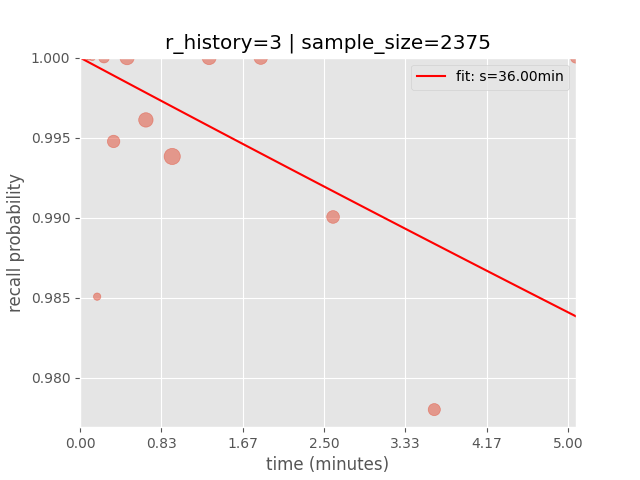 r_history=3 | sample_size=2375
fit: s=36.00min
1.000
0.995
0.990
0.985
0.980
recall probability
0.00 0.83 1.67 2.50 3.33 4.17 5.00
time (minutes)